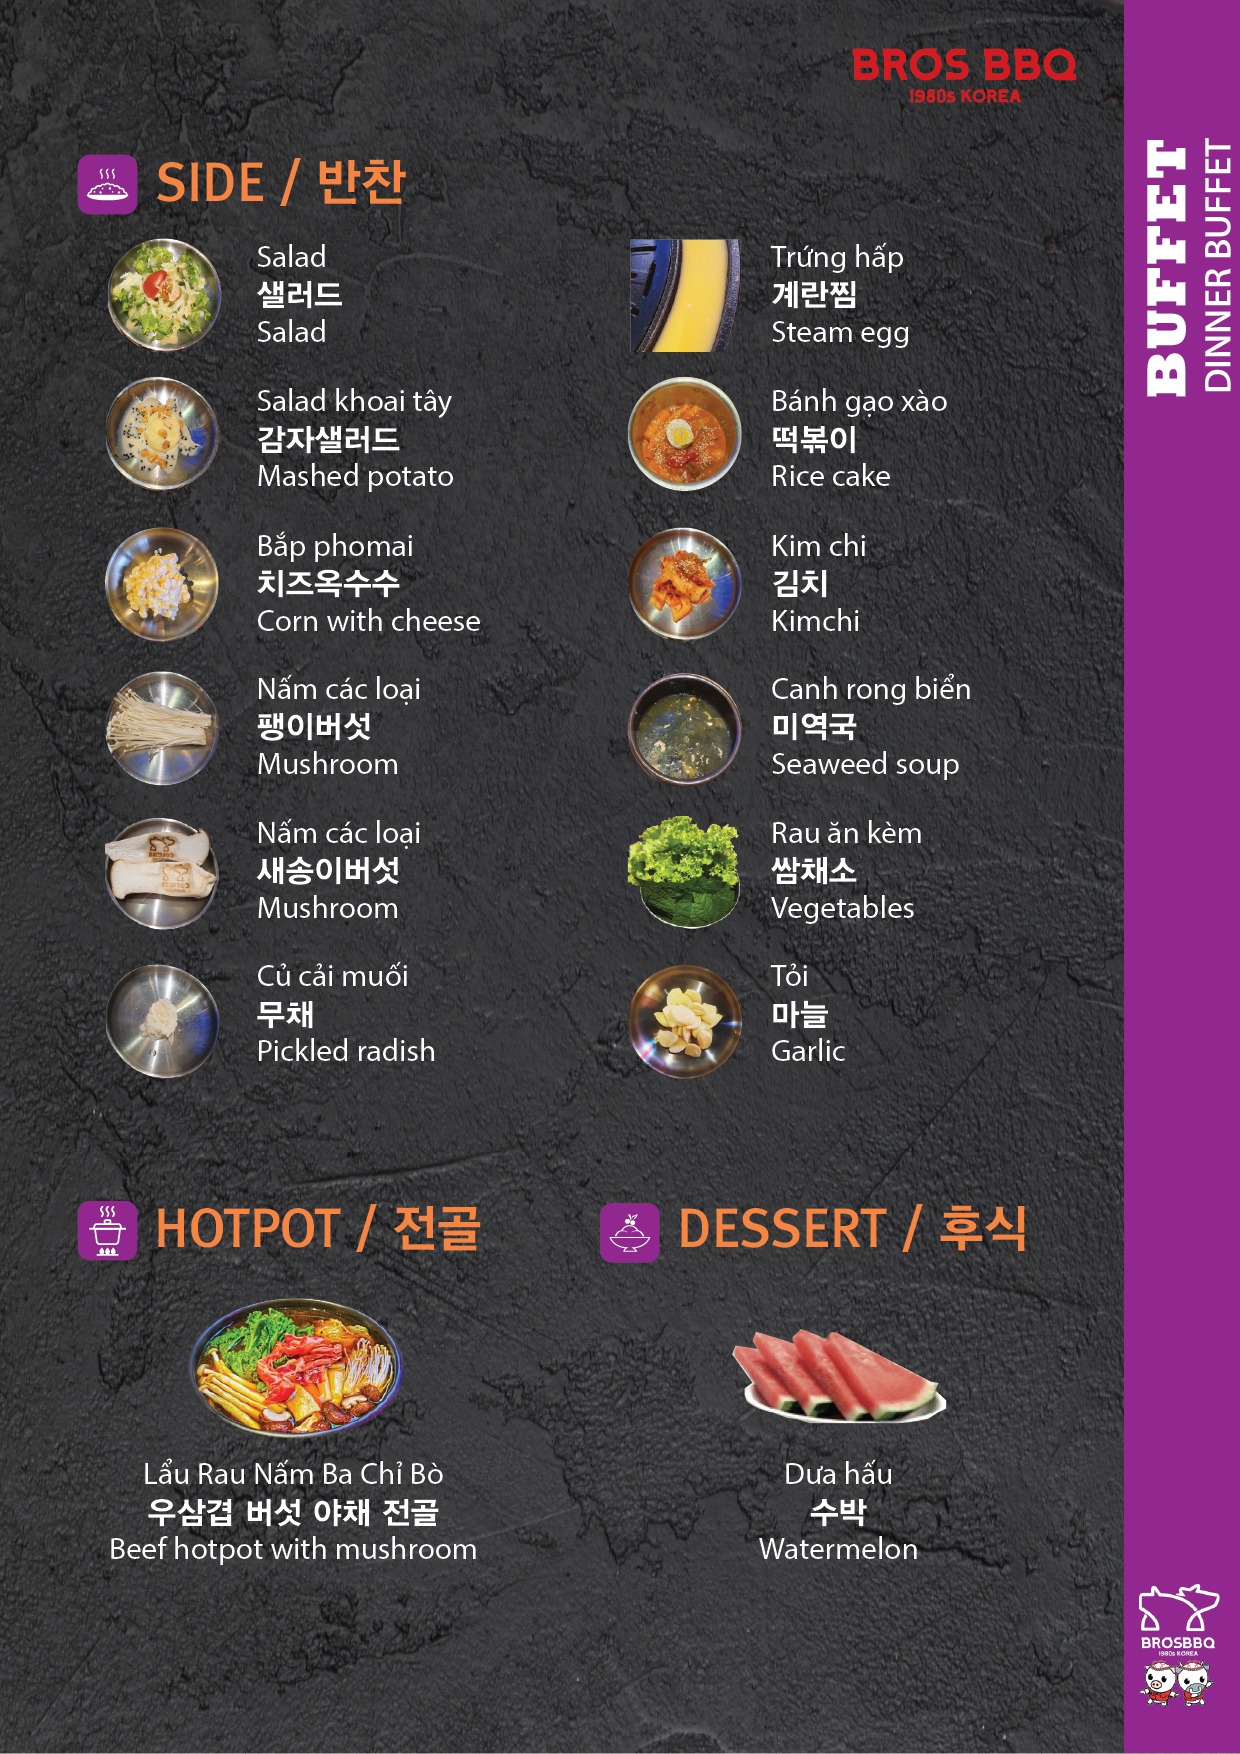 BROS BBQ
1980s KOREA
BUFFET
DINNER BUFFET
SIDE / 반찬
Salad
샐러드
Salad
Salad khoai tây
감자샐러드
Mashed potato
Bắp phomai
치즈옥수수
Corn with cheese
Nấm các loại
팽이버섯
Mushroom
Nấm các loại
새송이버섯
Mushroom
Củ cải muối
무채
Pickled radish
Trứng hấp
계란찜
Steam egg
Bánh gạo xào
떡볶이
Rice cake
Kim chi
김치
Kimchi
Canh rong biển
미역국
Seaweed soup
Rau ăn kèm
쌈채소
Vegetables
Tỏi
마늘
Garlic
HOTPOT / 전골
Lẩu Rau Nấm Ba Chỉ Bò
우삼겹 버섯 야채 전골
Beef hotpot with mushroom
DESSERT / 후식
Dưa hấu
수박
Watermelon
BROSBBQ
1980s KOREA